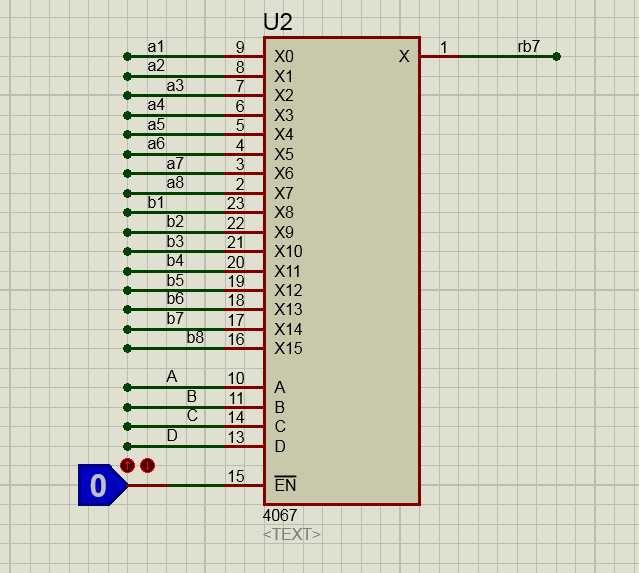 U2
a1 9 X0 X 1 rb7
a2 8 X1
a3 7 X2
a4 6 X3
a5 5 X4
a6 4 X5
a7 3 X6
a8 2 X7
b1 23 X8
b2 22 X9
b3 21 X10
b4 20 X11
b5 19 X12
b6 18 X13
b7 17 X14
b8 16 X15
A 10 A
B 11 B
C 14 C
D 13 D
0 15 EN
4067
<TEXT>